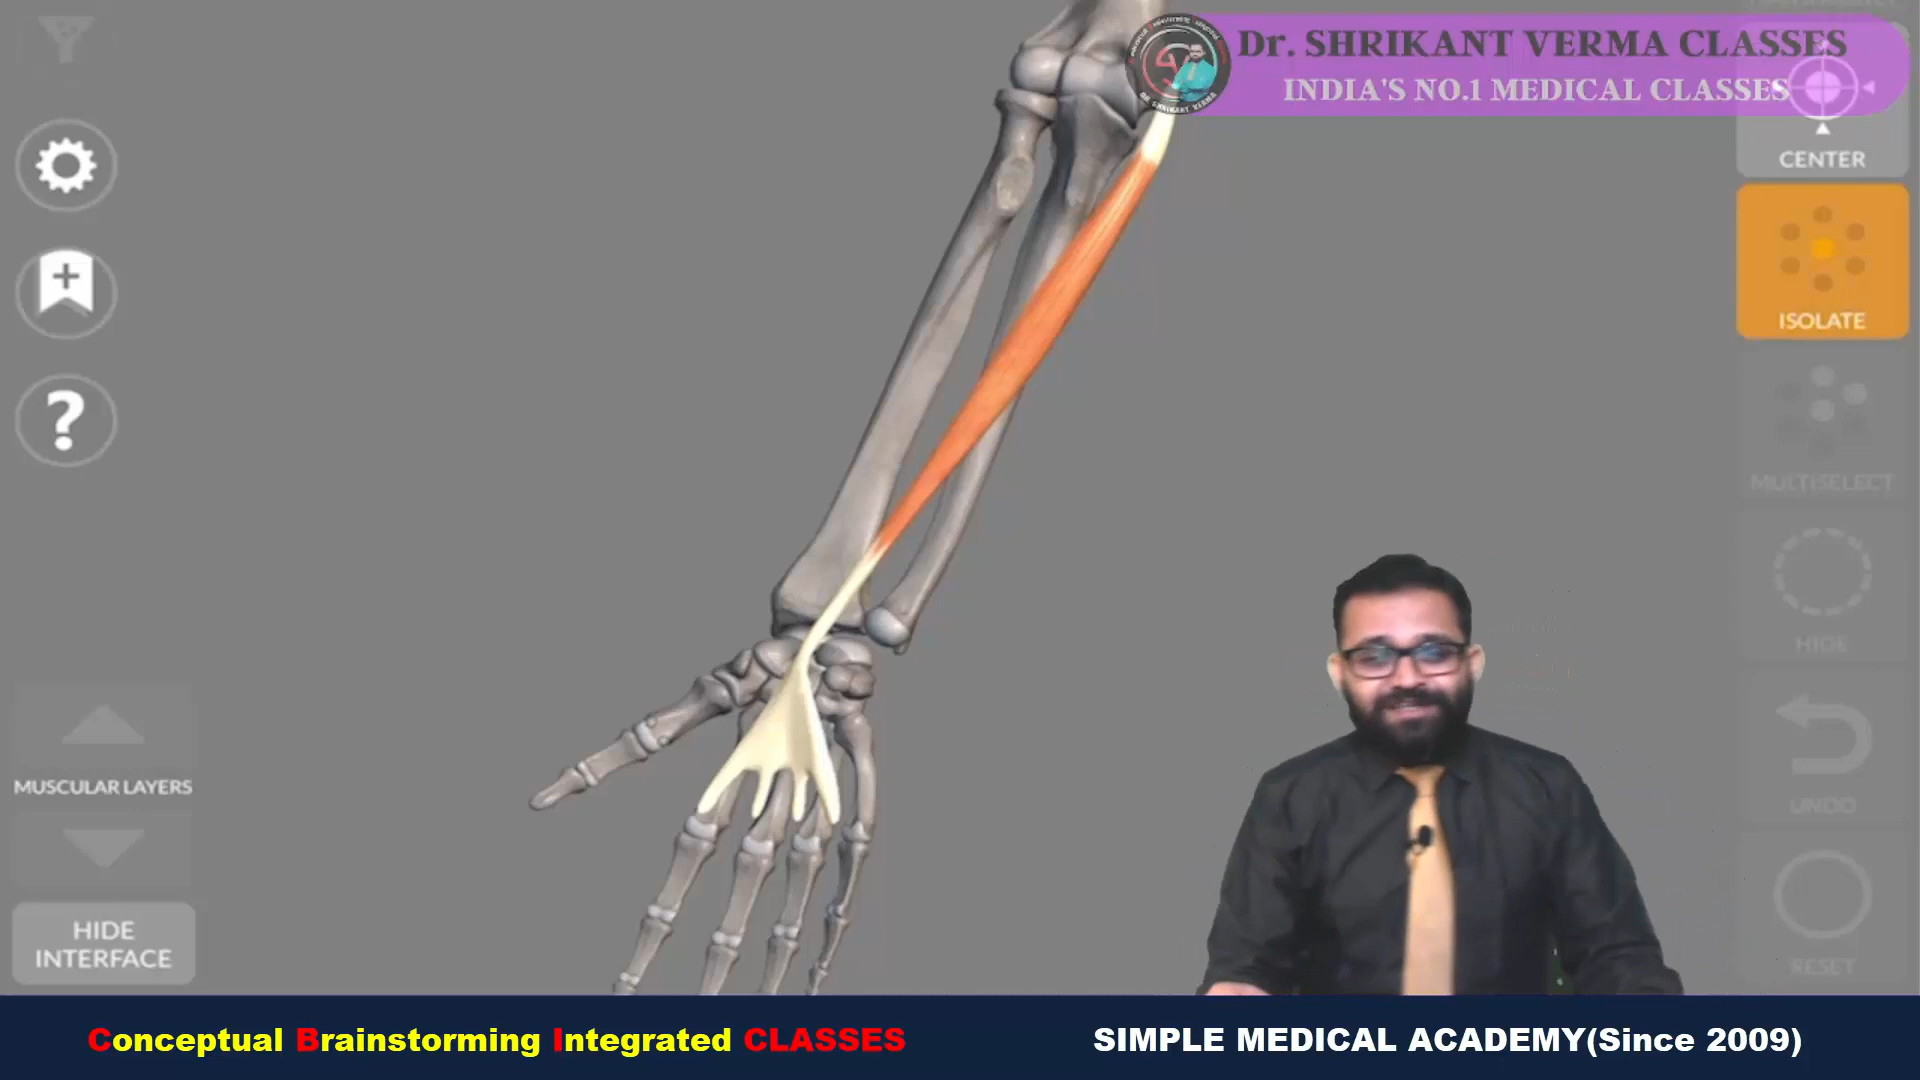 Dr. SHRIKANT VERMA CLASSES
INDIA'S NO.1 MEDICAL CLASSES
CENTER
ISOLATE
MULTISELECT
HIDE
UNDO
RESET
MUSCULAR LAYERS
HIDE
INTERFACE
Conceptual Brainstorming Integrated CLASSES
SIMPLE MEDICAL ACADEMY(Since 2009)